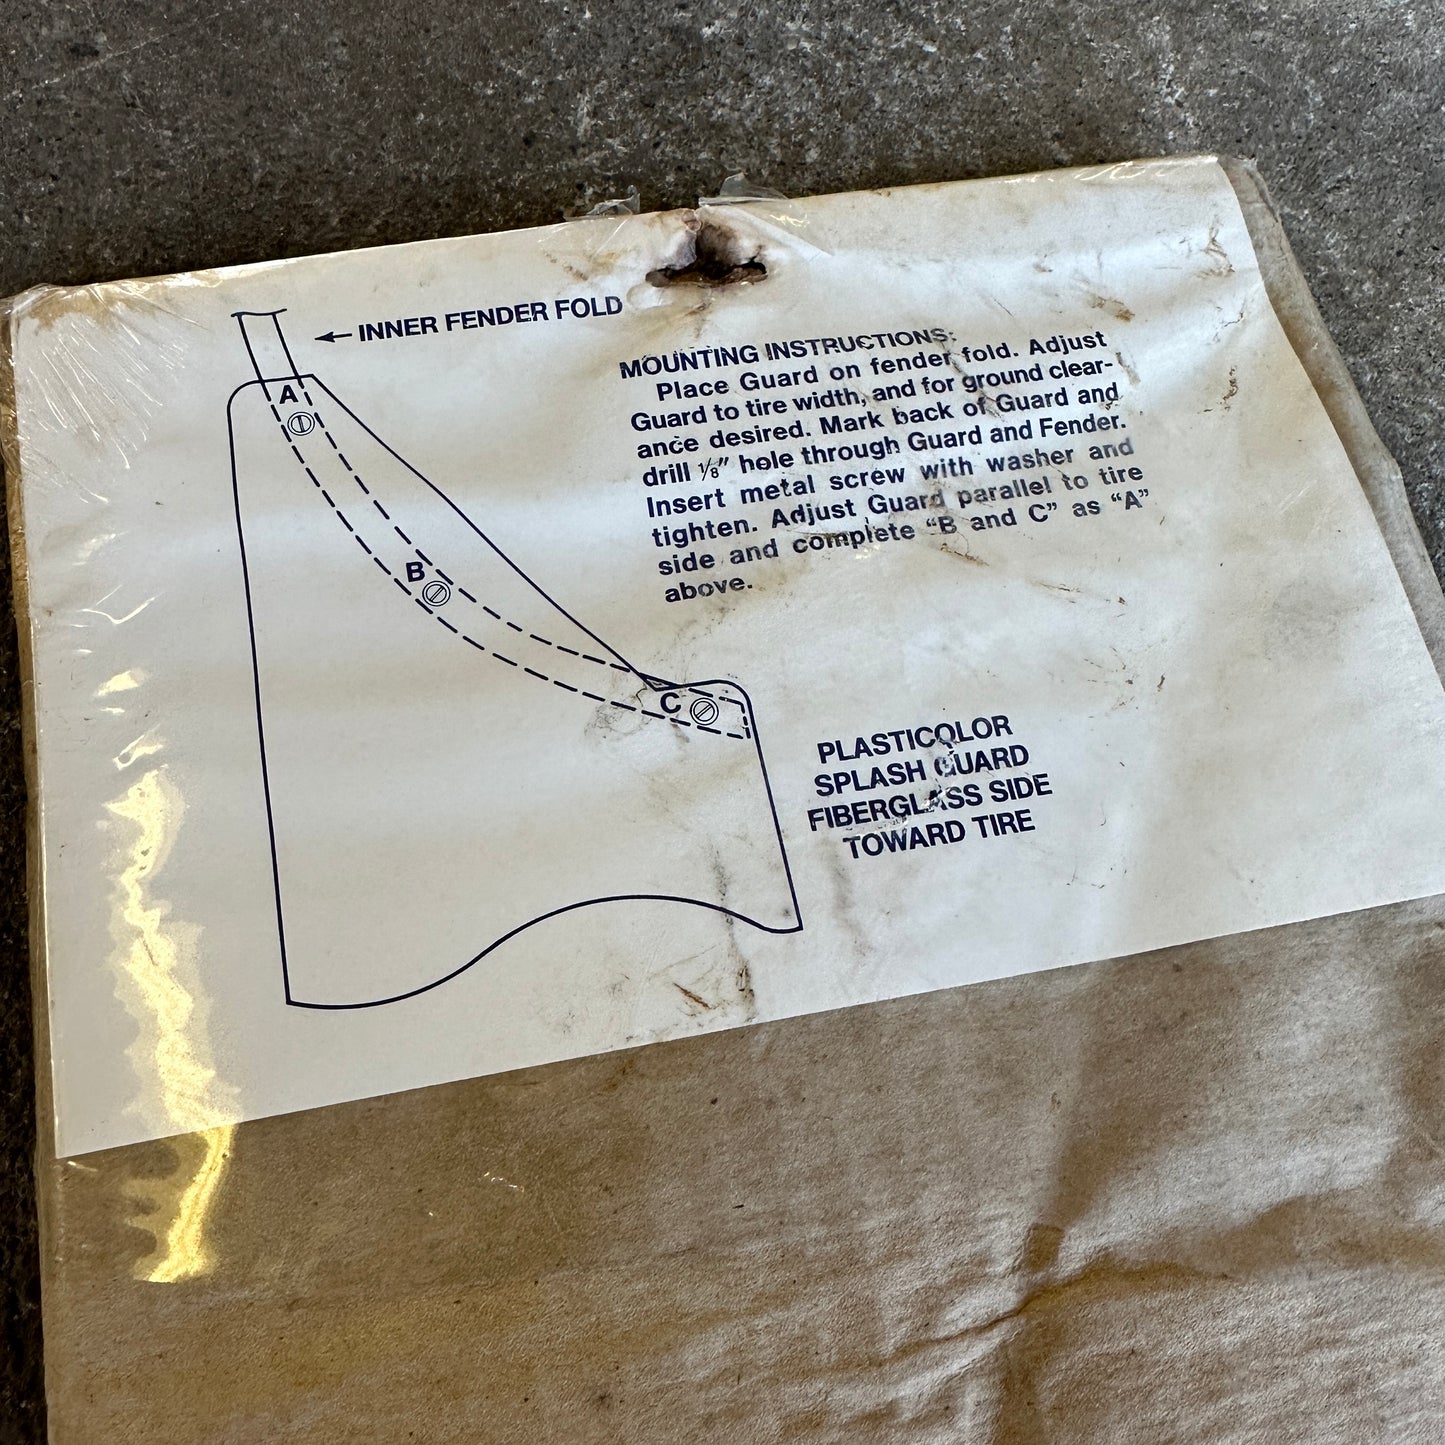 INNER FENDER FOLD
A
B
C
MOUNTING INSTRUCTIONS:
Place Guard on fender fold. Adjust
Guard to tire width, and for ground clear-
ance desired. Mark back of Guard and
drill 1/8" hole through Guard and Fender.
Insert metal screw with washer and
tighten. Adjust Guard parallel to tire
side and complete “B and C” as “A”
above.
PLASTICOLOR
SPLASH GUARD
FIBERGLASS SIDE
TOWARD TIRE